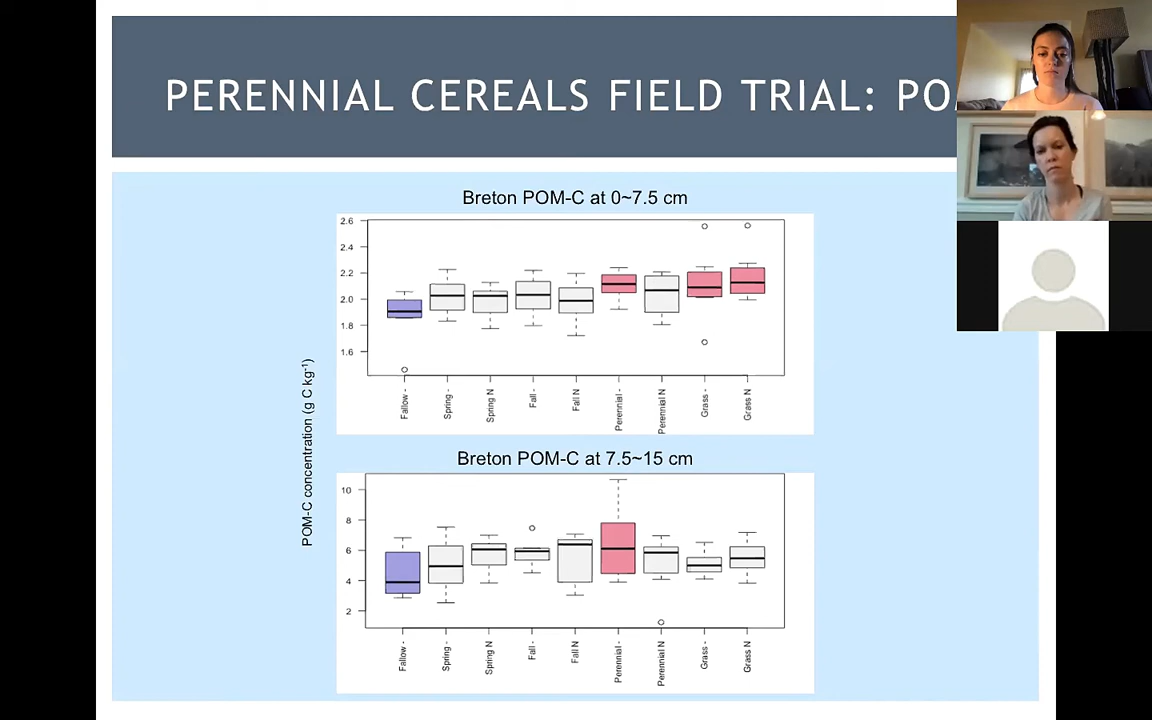 PERENNIAL CEREALS FIELD TRIAL:
Breton POM-C at 0~7.5 cm
2.6
2.4
2.2
2.0
1.8
1.6
Fallow -
Spring -
Spring N
Fall -
Fall N
Perennial -
Perennial N
Grass -
Grass N
POM-C concentration (g C kg⁻¹)
Breton POM-C at 7.5~15 cm
10
8
6
4
2
Fallow -
Spring -
Spring N
Fall -
Fall N
Perennial -
Perennial N
Grass -
Grass N